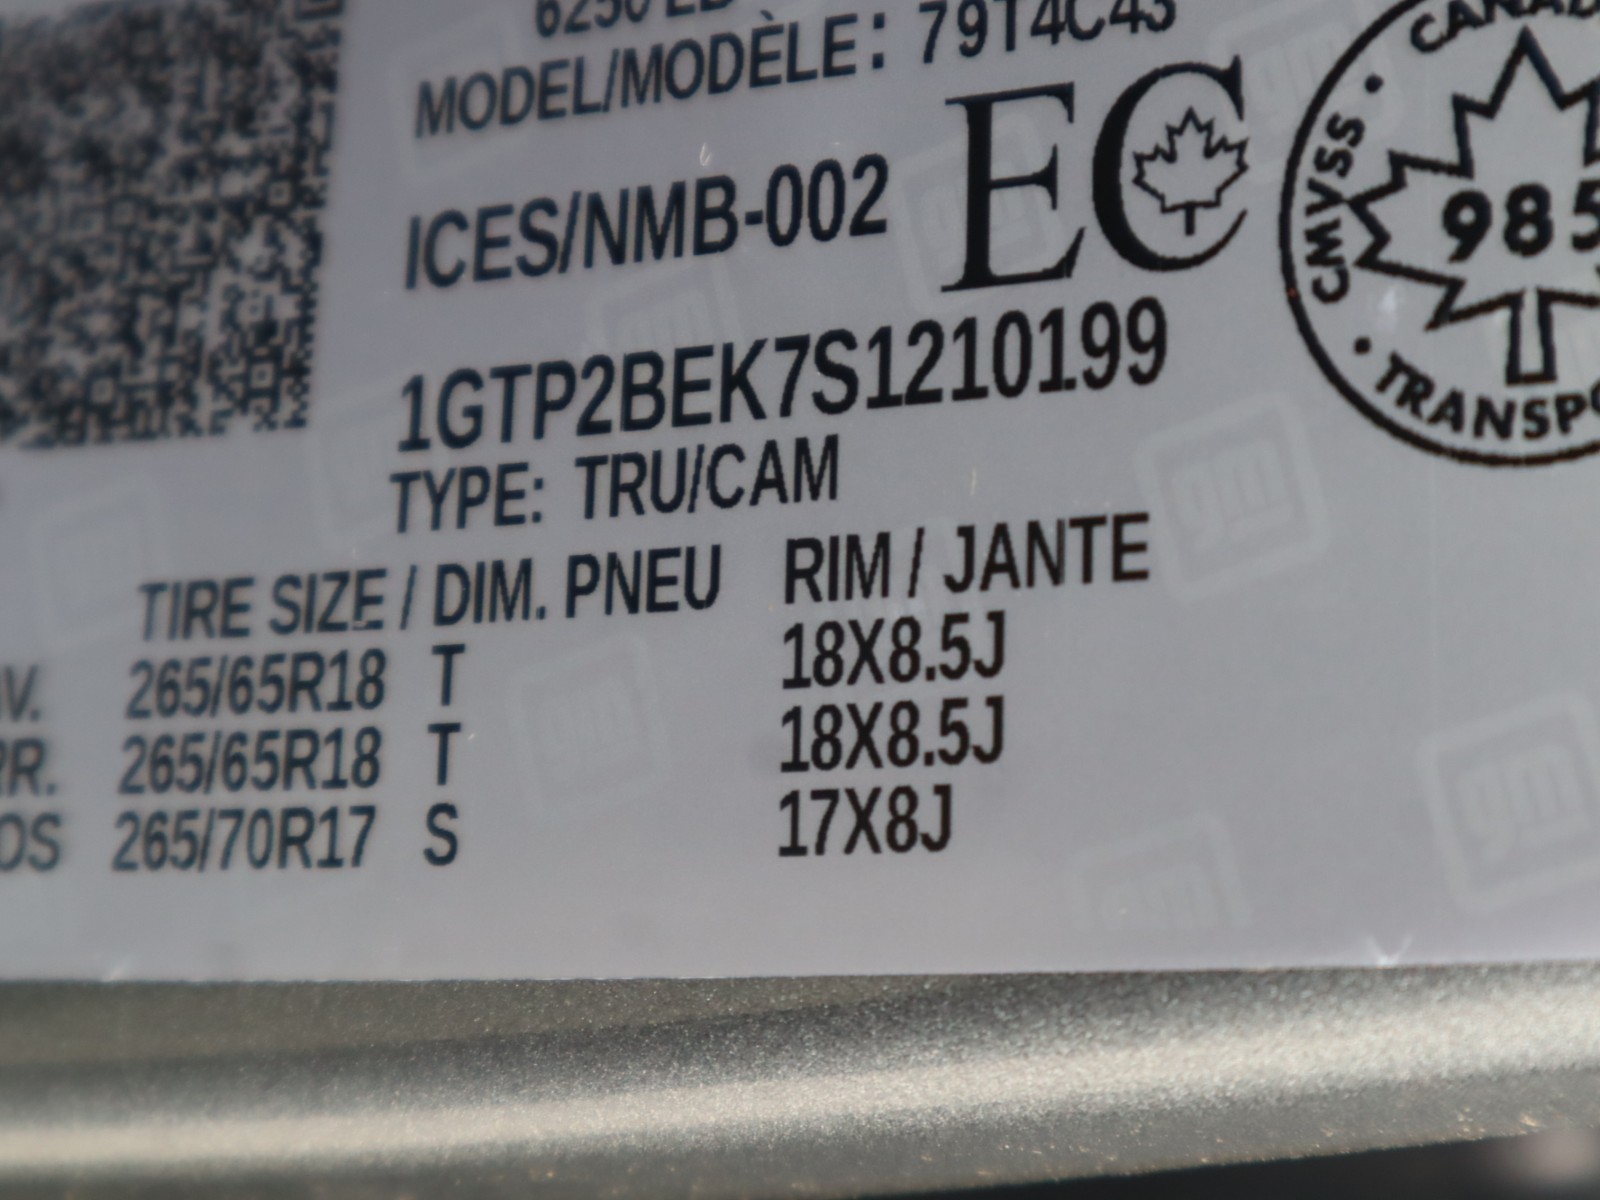 MODEL/MODÈLE: 79T4C43
ICES/NMB-002
EC
CMVSS
985
1GTP2BEK7S1210199
TYPE: TRU/CAM
TIRE SIZE / DIM. PNEU RIM / JANTE
265/65R18 T 18X8.5J
265/65R18 T 18X8.5J
265/70R17 S 17X8J
gm